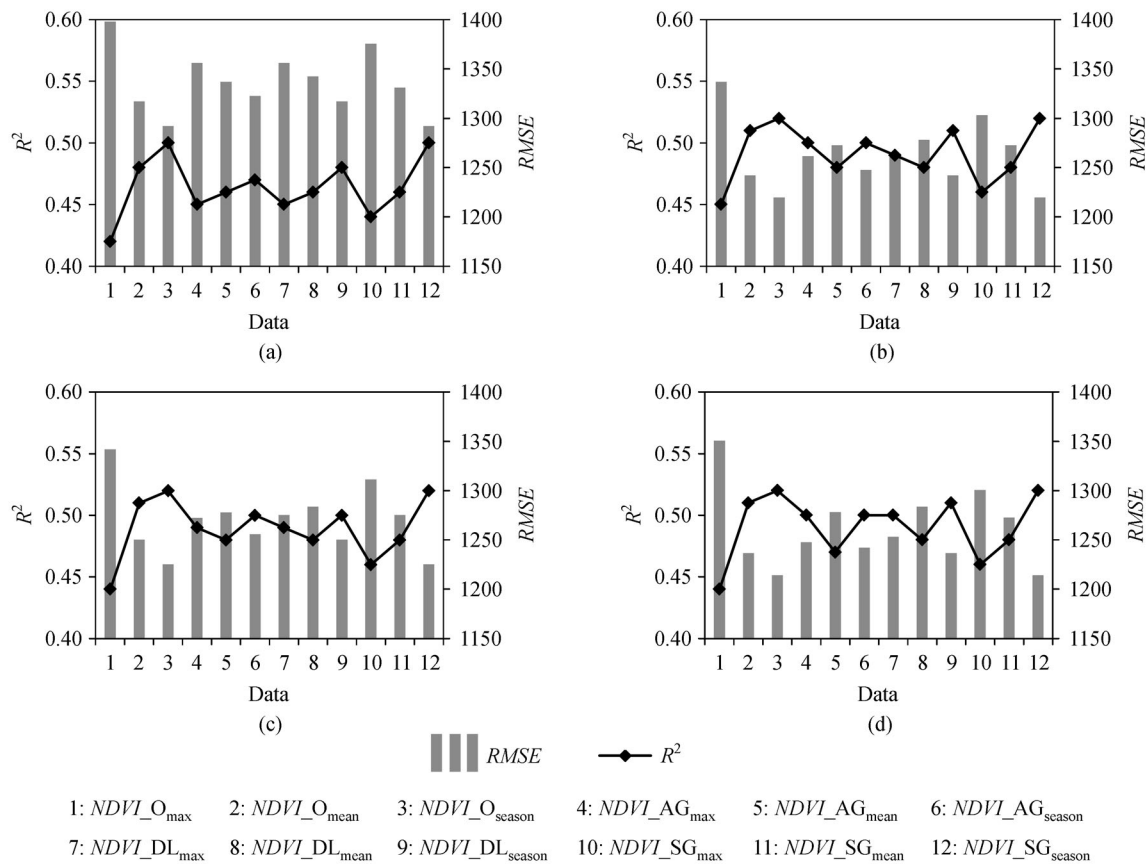 0.60 1400 0.60 1400
0.55 1350 0.55 1350
1300 1300
0.50 0.50
R² 1250 RMSE R² 1250 RMSE
0.45 1200 0.45 1200
0.40 1150 0.40 1150
1 2 3 4 5 6 7 8 9 10 11 12 1 2 3 4 5 6 7 8 9 10 11 12
Data Data
(a) (b)
0.60 1400 0.60 1400
0.55 1350 0.55 1350
1300 1300
0.50 0.50
R² 1250 RMSE R² 1250 RMSE
0.45 1200 0.45 1200
0.40 1150 0.40 1150
1 2 3 4 5 6 7 8 9 10 11 12 1 2 3 4 5 6 7 8 9 10 11 12
Data Data
(c) (d)
RMSE R²
1: NDVI_Omax 2: NDVI_Omean 3: NDVI_Oseason 4: NDVI_AGmax 5: NDVI_AGmean 6: NDVI_AGseason
7: NDVI_DLmax 8: NDVI_DLmean 9: NDVI_DLseason 10: NDVI_SGmax 11: NDVI_SGmean 12: NDVI_SGseason